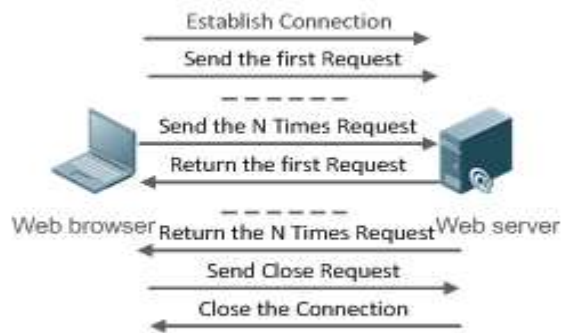 Establish Connection
Send the first Request
Send the N Times Request
Return the first Request
Web browser
Web server
Return the N Times Request
Send Close Request
Close the Connection